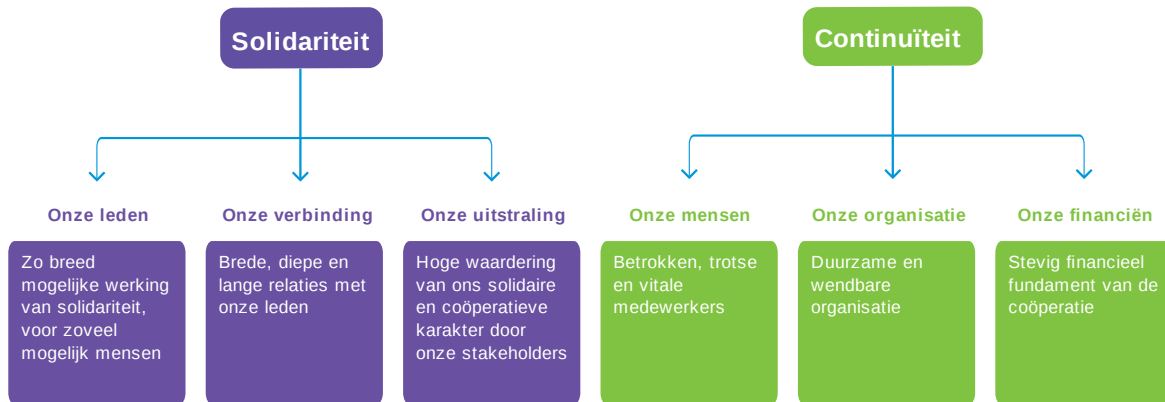 Solidariteit
Continuïteit
Onze leden
Onze verbinding
Onze uitstraling
Onze mensen
Onze organisatie
Onze financiën
Zo breed
mogelijke werking
van solidariteit,
voor zoveel
mogelijk mensen
Brede, diepe en
lange relaties met
onze leden
Hoge waardering
van ons solidaire
en coöperatieve
karakter door
onze stakeholders
Betrokken, trotse
en vitale
medewerkers
Duurzame en
wendbare
organisatie
Stevig financieel
fundament van de
coöperatie